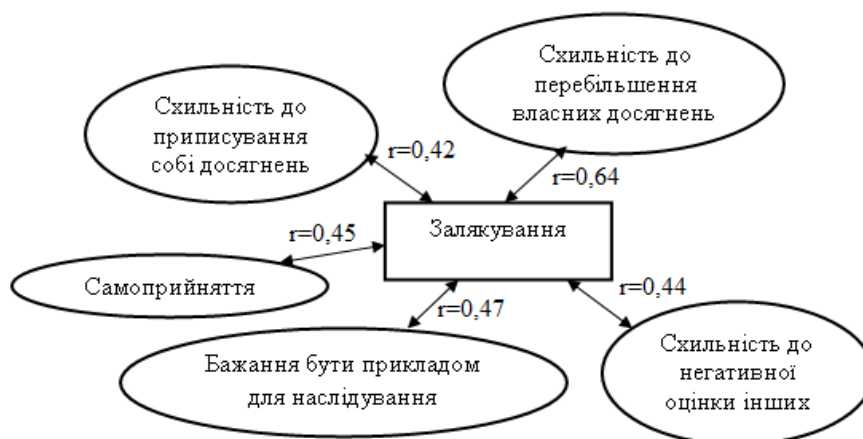 Схильність до
приписування
собі досягнень
Схильність до
перебільшення
власних досягнень
r=0,42
r=0,64
Залякування
r=0,45
Самоприйняття
r=0,47
r=0,44
Бажання бути прикладом
для наслідування
Схильність до
негативної
оцінки інших